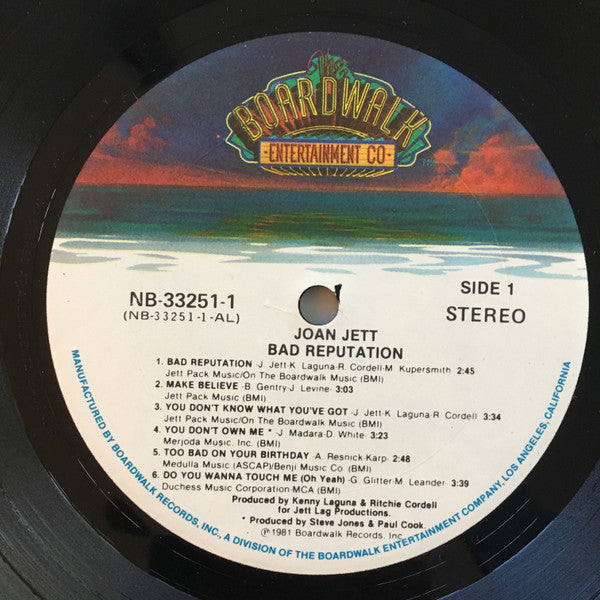 The
BOARDWALK
ENTERTAINMENT CO
TM
NB-33251-1
(NB-33251-1-AL)
SIDE 1
STEREO
JOAN JETT
BAD REPUTATION
1. BAD REPUTATION -J. Jett-K. Laguna-R. Cordell-M. Kupersmith 2:45
Jett Pack Music/On The Boardwalk Music (BMI)
2. MAKE BELIEVE -B. Gentry-J. Levine- 3:03
Jett Pack Music (BMI)
3. YOU DON'T KNOW WHAT YOU'VE GOT -J. Jett-K. Laguna-R. Cordell 3:34
Jett Pack Music/On The Boardwalk Music (BMI)
4. YOU DON'T OWN ME * -J. Madara-D. White- 3:23
Merjoda Music, Inc. (BMI)
5. TOO BAD ON YOUR BIRTHDAY -A. Resnick-Karp- 2:48
Medulla Music (ASCAP)/Benji Music Co. (BMI)
6. DO YOU WANNA TOUCH ME (Oh Yeah) -G. Glitter-M. Leander- 3:39
Duchess Music Corporation-MCA (BMI)
Produced by Kenny Laguna & Ritchie Cordell
for Jett Lag Productions.
* Produced by Steve Jones & Paul Cook.
℗1981 Boardwalk Records, Inc.
MANUFACTURED BY BOARDWALK RECORDS, INC., A DIVISION OF THE BOARDWALK ENTERTAINMENT COMPANY, LOS ANGELES, CALIFORNIA